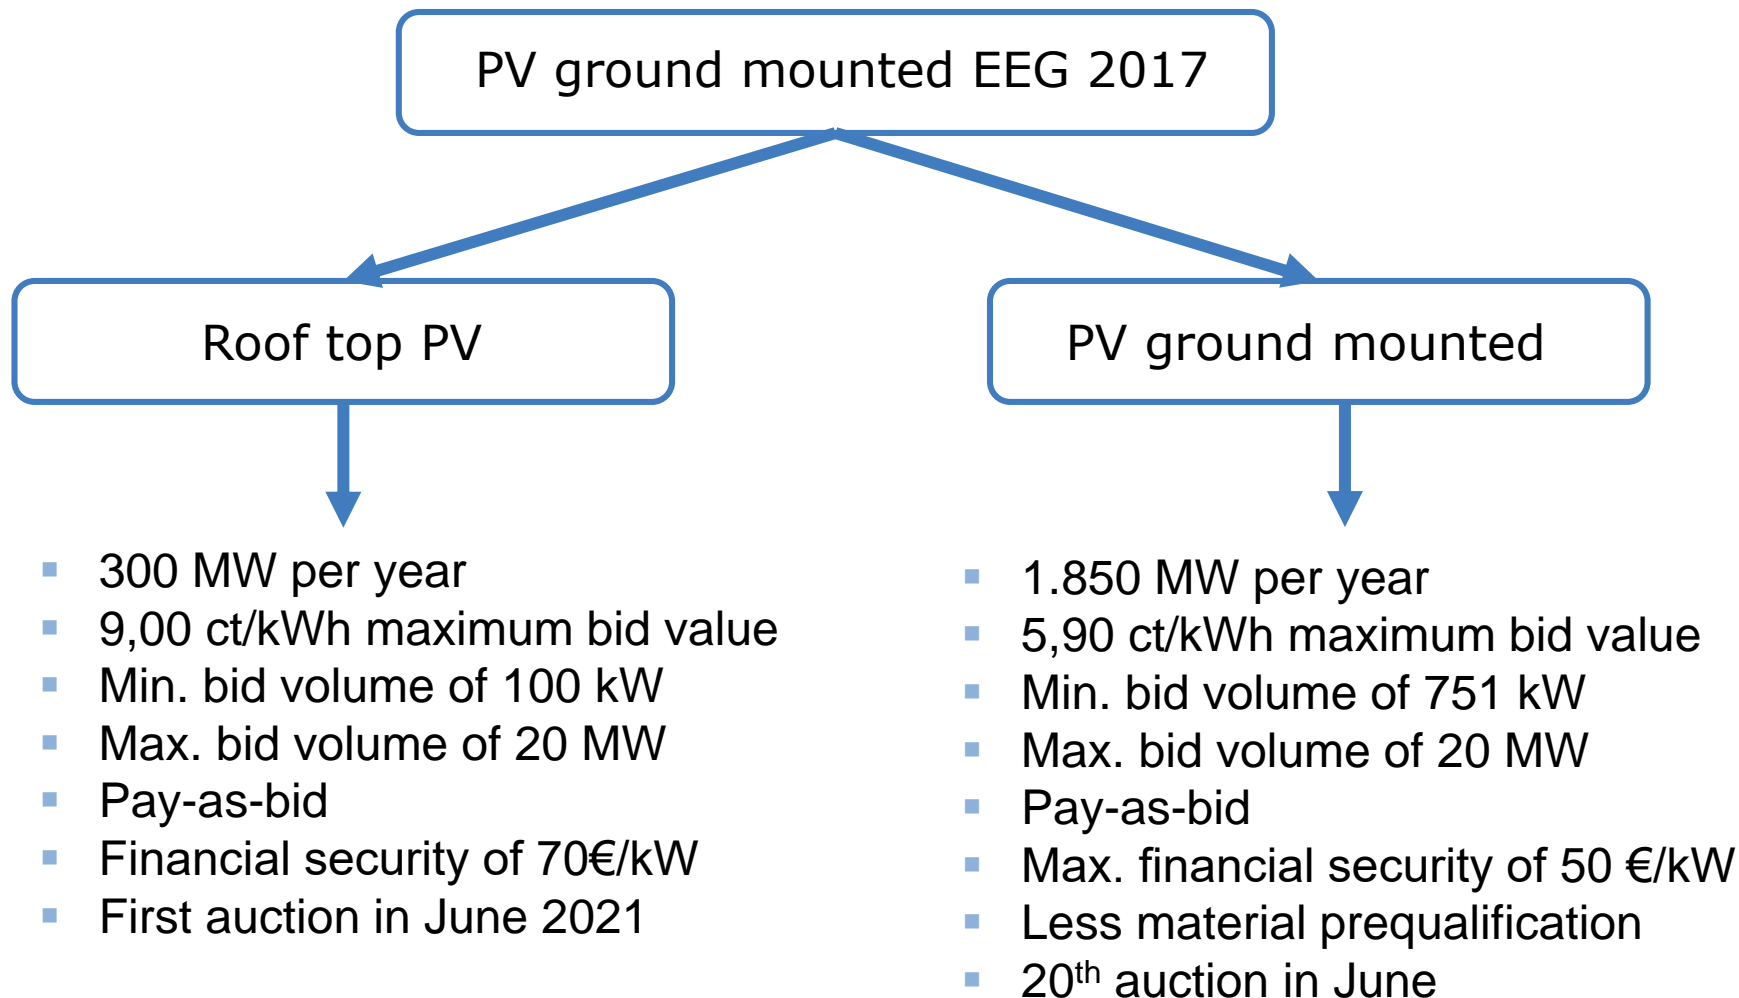 PV ground mounted EEG 2017
Roof top PV
PV ground mounted
300 MW per year
9,00 ct/kWh maximum bid value
Min. bid volume of 100 kW
Max. bid volume of 20 MW
Pay-as-bid
Financial security of 70€/kW
First auction in June 2021
1.850 MW per year
5,90 ct/kWh maximum bid value
Min. bid volume of 751 kW
Max. bid volume of 20 MW
Pay-as-bid
Max. financial security of 50 €/kW
Less material prequalification
20th auction in June